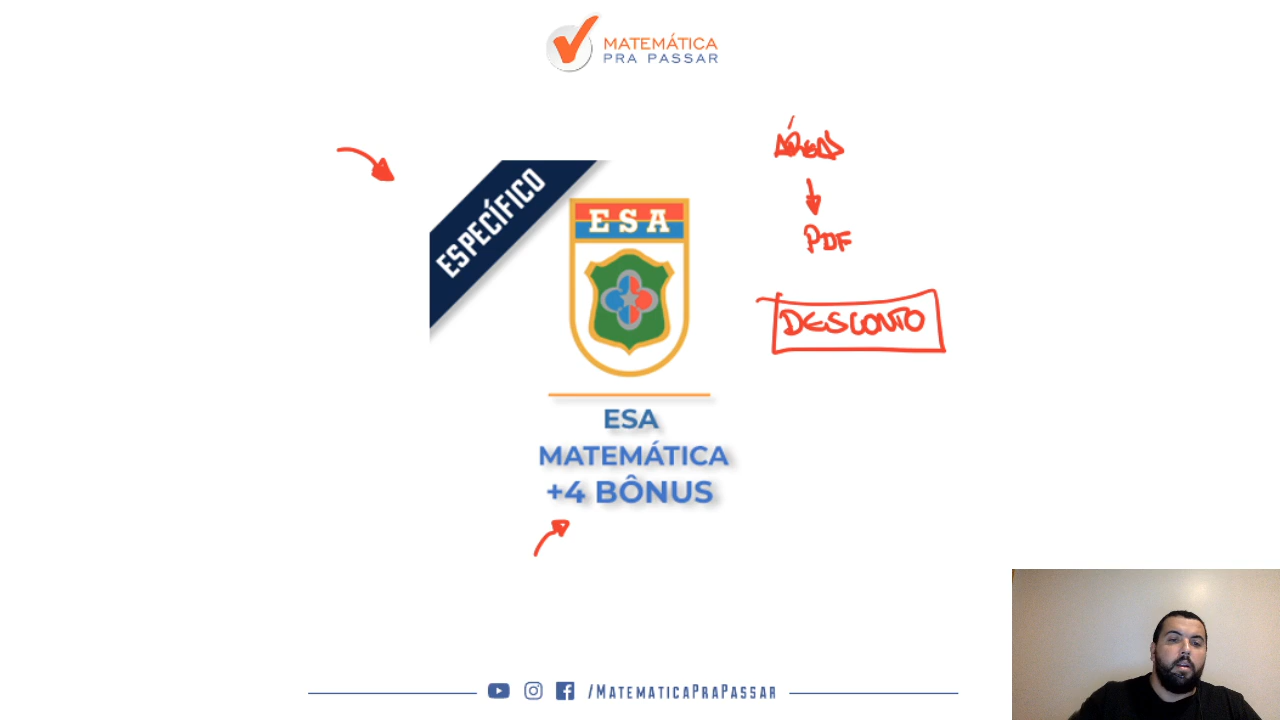 MATEMÁTICA
PRA PASSAR
ESPECÍFICO
ESA
PDF
DESCONTO
ESA
MATEMÁTICA
+4 BÔNUS
/MATEMATICAPRAPASSAR